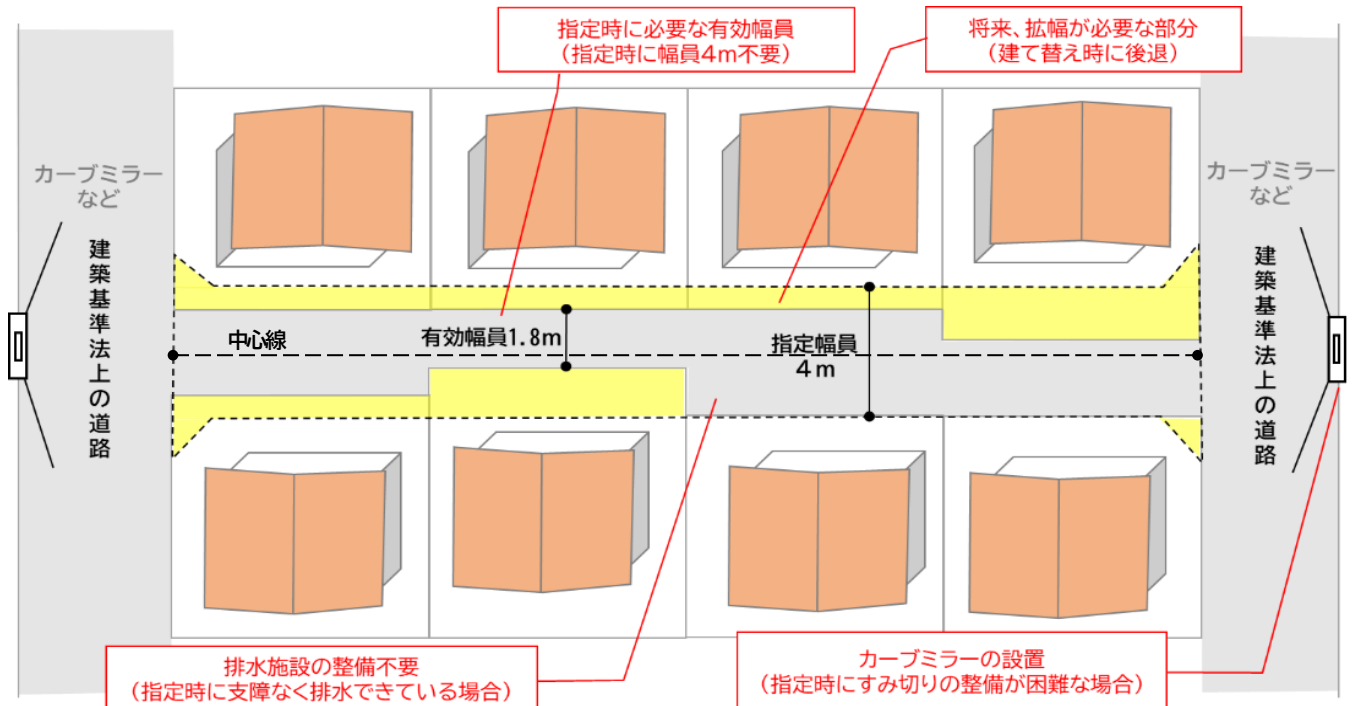 指定時に必要な有効幅員
（指定時に幅員4m不要）
将来、拡幅が必要な部分
（建て替え時に後退）
カーブミラー
など
カーブミラー
など
建築基準法上の道路
建築基準法上の道路
中心線
有効幅員1.8m
指定幅員
4m
排水施設の整備不要
（指定時に支障なく排水できている場合）
カーブミラーの設置
（指定時にすみ切りの整備が困難な場合）